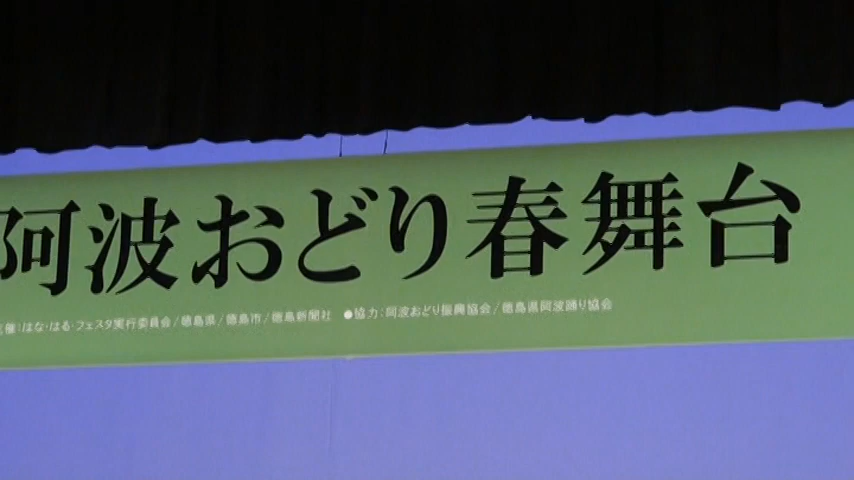 阿波おどり春舞台
催：はな・はる・フェスタ実行委員会/徳島県/徳島市/徳島新聞社 ●協力：阿波おどり振興協会/徳島県阿波踊り協会